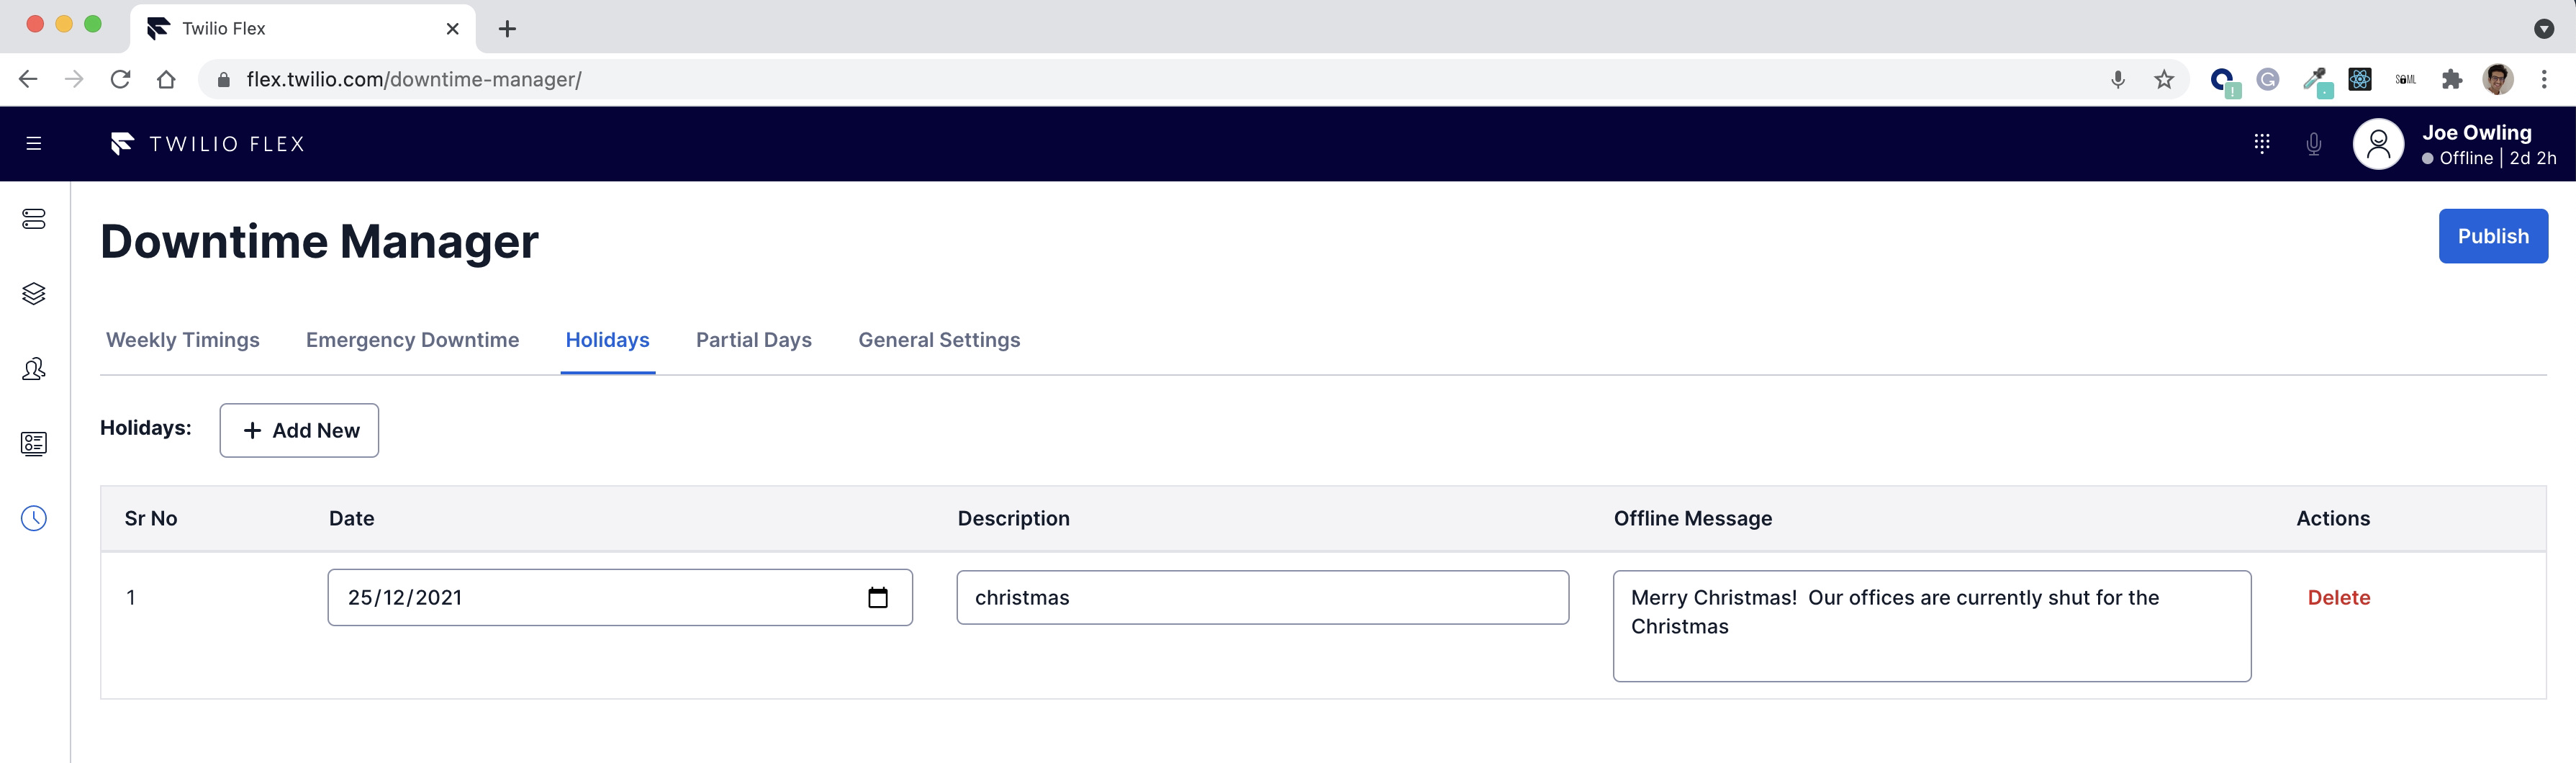 Twilio Flex
flex.twilio.com/downtime-manager/
TWILIO FLEX
Joe Owling
Offline | 2d 2h
Downtime Manager
Publish
Weekly Timings Emergency Downtime Holidays Partial Days General Settings
Holidays: + Add New
Sr No Date Description Offline Message Actions
1 25/12/2021 christmas Merry Christmas!  Our offices are currently shut for the Delete
Christmas